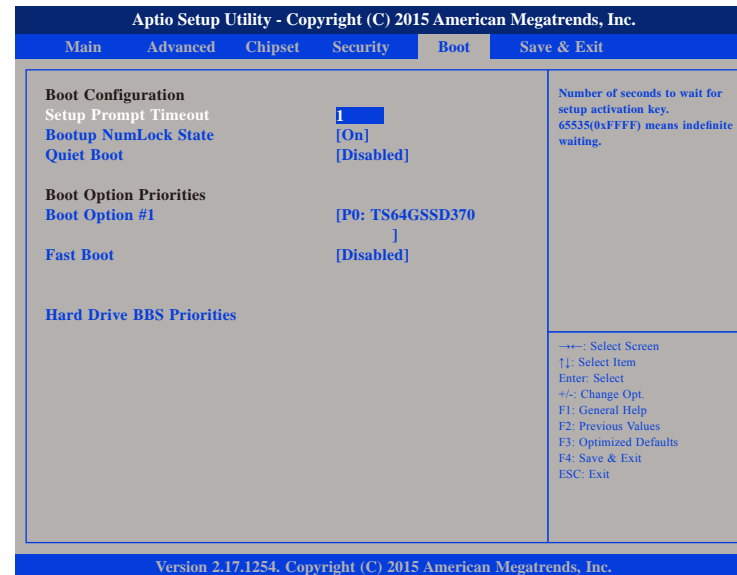 Aptio Setup Utility - Copyright (C) 2015 American Megatrends, Inc.
Main Advanced Chipset Security Boot Save & Exit
Boot Configuration
Setup Prompt Timeout 1
Bootup NumLock State [On]
Quiet Boot [Disabled]
Boot Option Priorities
Boot Option #1 [P0: TS64GSSD370
]
Fast Boot [Disabled]
Hard Drive BBS Priorities
Number of seconds to wait for
setup activation key.
65535(0xFFFF) means indefinite
waiting.
→←: Select Screen
↑↓: Select Item
Enter: Select
+/-: Change Opt.
F1: General Help
F2: Previous Values
F3: Optimized Defaults
F4: Save & Exit
ESC: Exit
Version 2.17.1254. Copyright (C) 2015 American Megatrends, Inc.